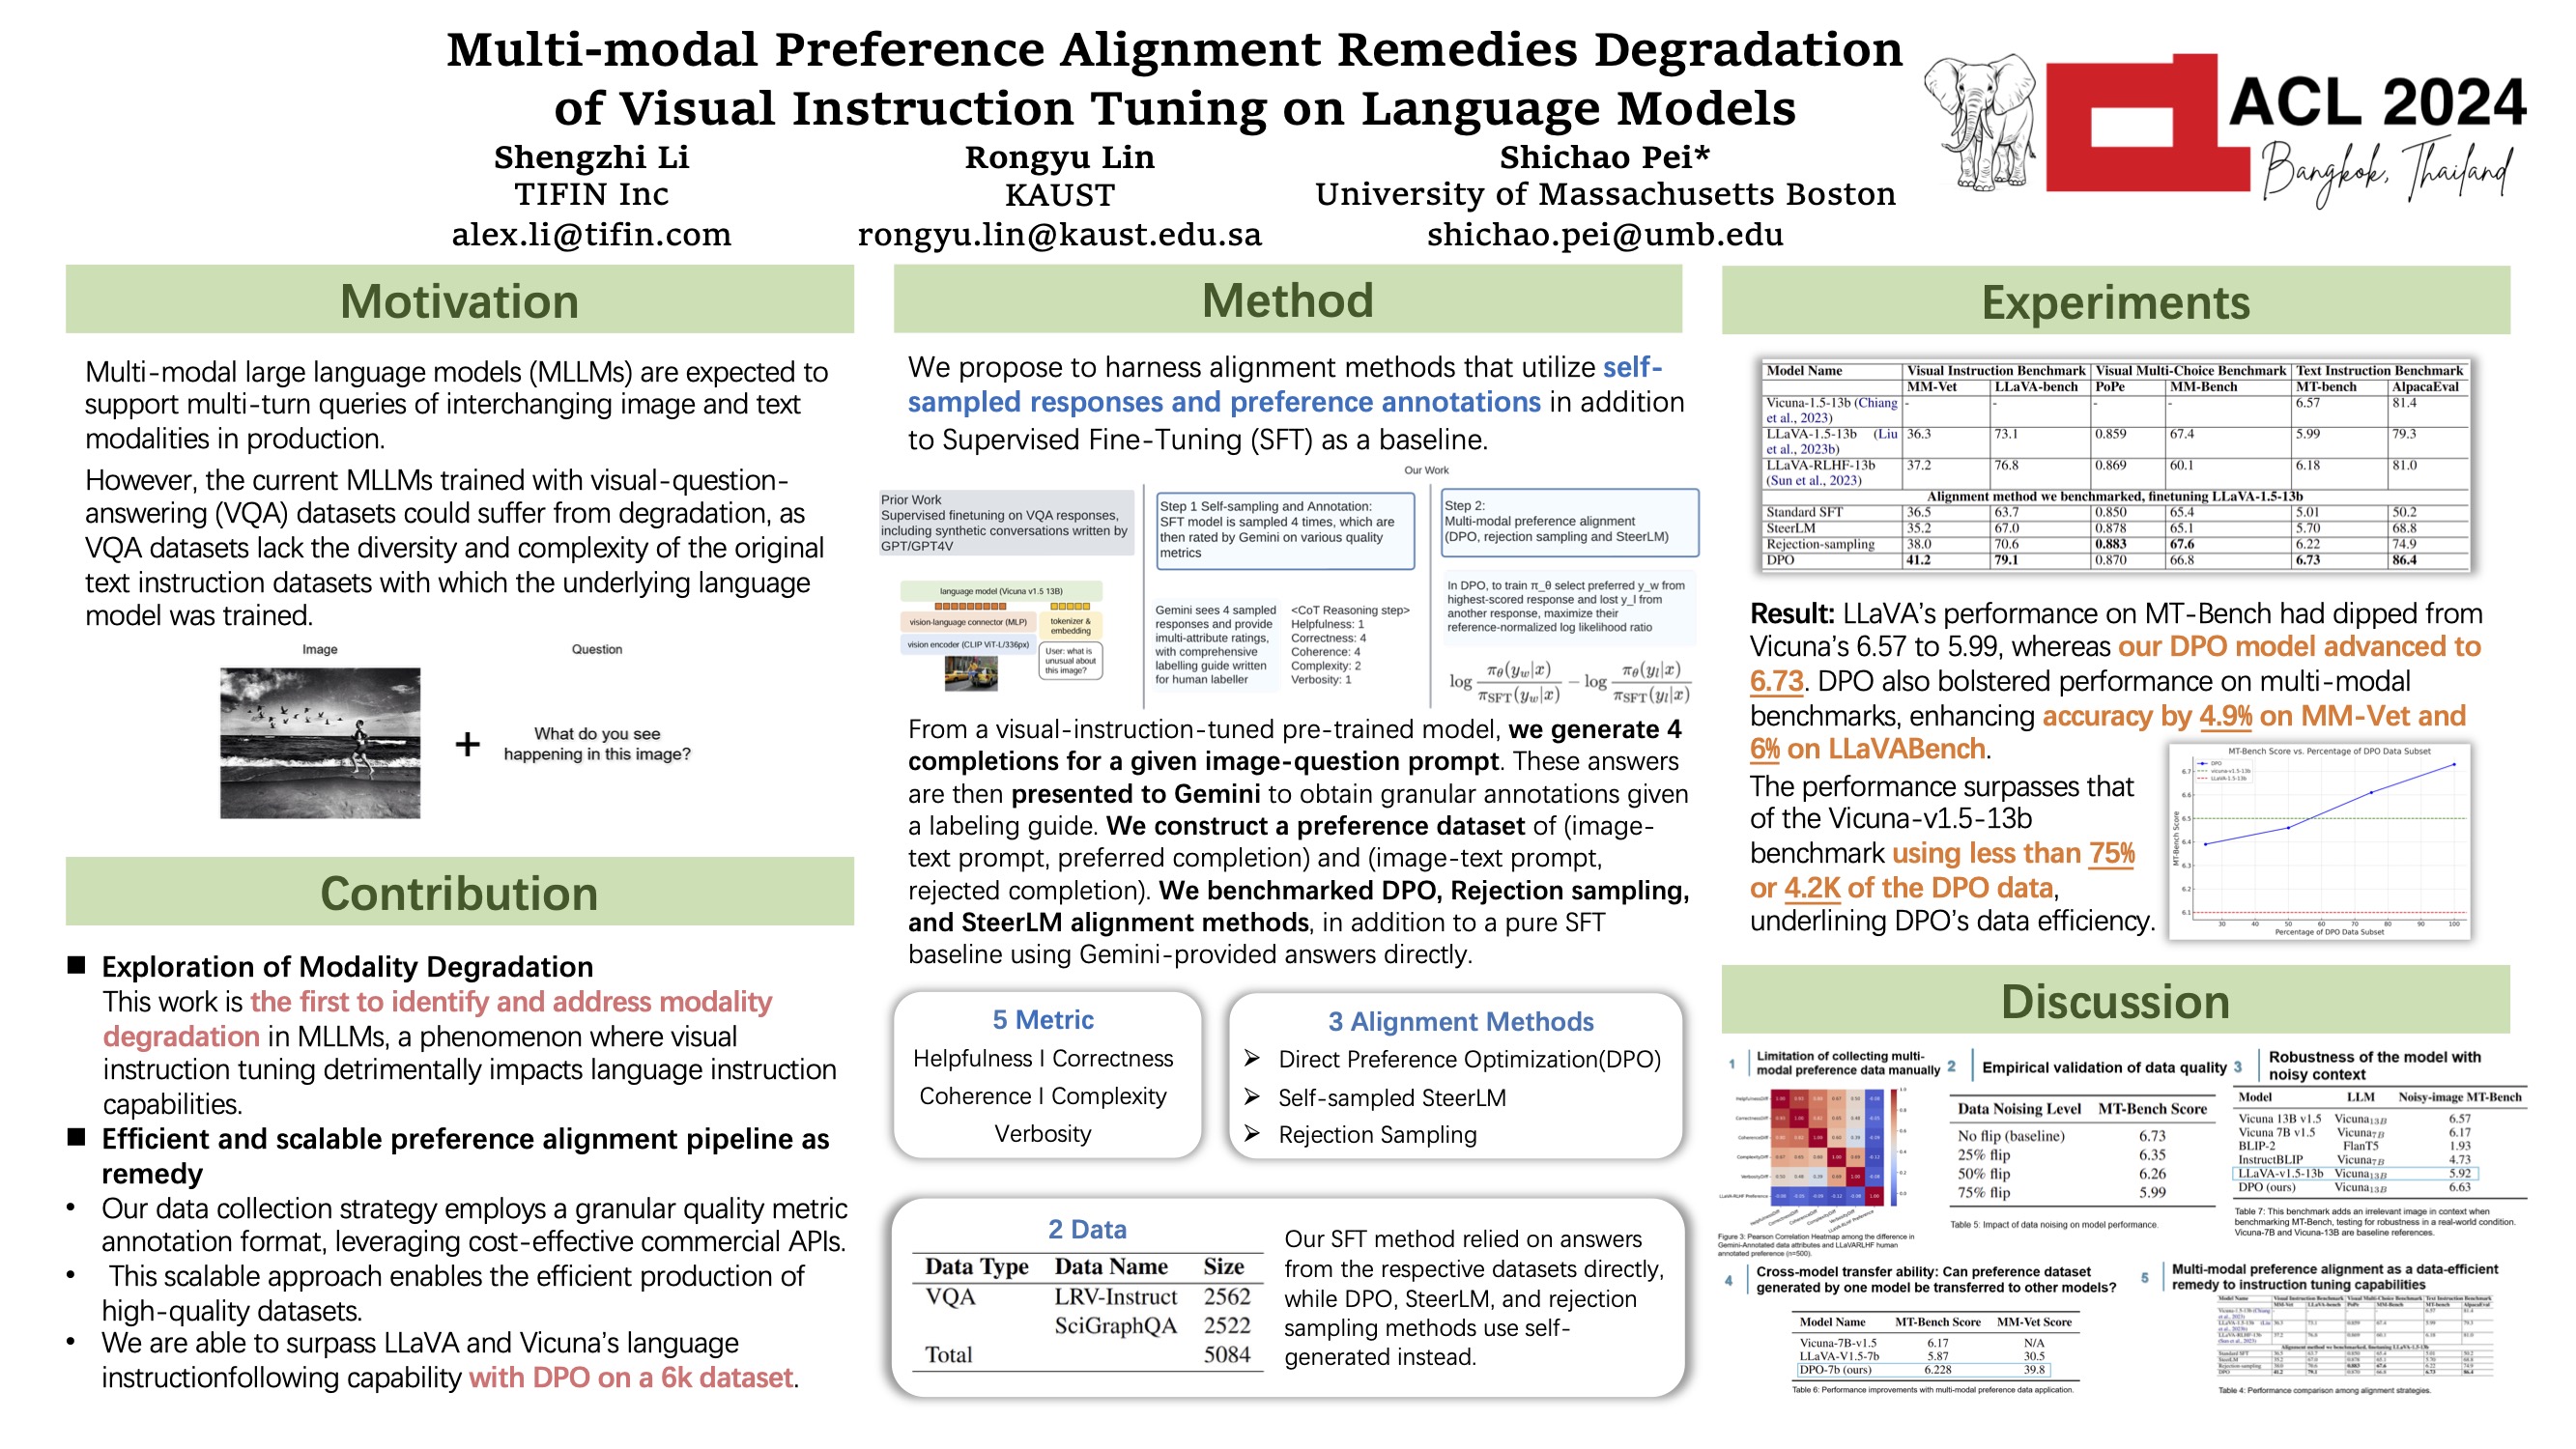 Multi-modal Preference Alignment Remedies Degradation
of Visual Instruction Tuning on Language Models
Shengzhi Li
TIFIN Inc
alex.li@tifin.com
Rongyu Lin
KAUST
rongyu.lin@kaust.edu.sa
Shichao Pei*
University of Massachusetts Boston
shichao.pei@umb.edu
ACL 2024
Bangkok, Thailand
Motivation
Multi-modal large language models (MLLMs) are expected to
support multi-turn queries of interchanging image and text
modalities in production.
However, the current MLLMs trained with visual-question-
answering (VQA) datasets could suffer from degradation, as
VQA datasets lack the diversity and complexity of the original
text instruction datasets with which the underlying language
model was trained.
Image
Question
+
What do you see
happening in this image?
Contribution
■ Exploration of Modality Degradation
This work is the first to identify and address modality
degradation in MLLMs, a phenomenon where visual
instruction tuning detrimentally impacts language instruction
capabilities.
■ Efficient and scalable preference alignment pipeline as
remedy
• Our data collection strategy employs a granular quality metric
annotation format, leveraging cost-effective commercial APIs.
• This scalable approach enables the efficient production of
high-quality datasets.
• We are able to surpass LLaVA and Vicuna's language
instructionfollowing capability with DPO on a 6k dataset.
Method
We propose to harness alignment methods that utilize self-
sampled responses and preference annotations in addition
to Supervised Fine-Tuning (SFT) as a baseline.
Our Work
Prior Work
Supervised finetuning on VQA responses,
including synthetic conversations written by
GPT/GPT4V
language model (Vicuna v1.5 13B)
vision-language connector (MLP)
tokenizer &
embedding
vision encoder (CLIP ViT-L/336px)
User: what is
unusual about
this image?
Step 1 Self-sampling and Annotation:
SFT model is sampled 4 times, which are
then rated by Gemini on various quality
metrics
Gemini sees 4 sampled
responses and provide
imulti-attribute ratings,
with comprehensive
labelling guide written
for human labeller
<CoT Reasoning step>
Helpfulness: 1
Correctness: 4
Coherence: 4
Complexity: 2
Verbosity: 1
Step 2:
Multi-modal preference alignment
(DPO, rejection sampling and SteerLM)
In DPO, to train π_θ select preferred y_w from
highest-scored response and lost y_l from
another response, maximize their
reference-normalized log likelihood ratio
log πθ(yw|x) / πSFT(yw|x) − log πθ(yl|x) / πSFT(yl|x)
From a visual-instruction-tuned pre-trained model, we generate 4
completions for a given image-question prompt. These answers
are then presented to Gemini to obtain granular annotations given
a labeling guide. We construct a preference dataset of (image-
text prompt, preferred completion) and (image-text prompt,
rejected completion). We benchmarked DPO, Rejection sampling,
and SteerLM alignment methods, in addition to a pure SFT
baseline using Gemini-provided answers directly.
5 Metric
Helpfulness l Correctness
Coherence l Complexity
Verbosity
3 Alignment Methods
➢ Direct Preference Optimization(DPO)
➢ Self-sampled SteerLM
➢ Rejection Sampling
2 Data
Data Type Data Name Size
VQA LRV-Instruct 2562
SciGraphQA 2522
Total 5084
Our SFT method relied on answers
from the respective datasets directly,
while DPO, SteerLM, and rejection
sampling methods use self-
generated instead.
Experiments
Model Name Visual Instruction Benchmark Visual Multi-Choice Benchmark Text Instruction Benchmark
MM-Vet LLaVA-bench PoPe MM-Bench MT-bench AlpacaEval
Vicuna-1.5-13b (Chiang - - - - 6.57 81.4
et al., 2023)
LLaVA-1.5-13b (Liu 36.3 73.1 0.859 67.4 5.99 79.3
et al., 2023b)
LLaVA-RLHF-13b 37.2 76.8 0.869 60.1 6.18 81.0
(Sun et al., 2023)
Alignment method we benchmarked, finetuning LLaVA-1.5-13b
Standard SFT 36.5 63.7 0.850 65.4 5.01 50.2
SteerLM 35.2 67.0 0.878 65.1 5.70 68.8
Rejection-sampling 38.0 70.6 0.883 67.6 6.22 74.9
DPO 41.2 79.1 0.870 66.8 6.73 86.4
Result: LLaVA's performance on MT-Bench had dipped from
Vicuna's 6.57 to 5.99, whereas our DPO model advanced to
6.73. DPO also bolstered performance on multi-modal
benchmarks, enhancing accuracy by 4.9% on MM-Vet and
6% on LLaVABench.
The performance surpasses that
of the Vicuna-v1.5-13b
benchmark using less than 75%
or 4.2K of the DPO data,
underlining DPO's data efficiency.
MT-Bench Score vs. Percentage of DPO Data Subset
DPO
vicuna-v1.5-13b
LLaVA-1.5-13b
MT-Bench Score
6.7
6.6
6.5
6.4
6.3
6.2
6.1
30 40 50 60 70 80 90 100
Percentage of DPO Data Subset
Discussion
1 Limitation of collecting multi-
modal preference data manually
Figure 3: Pearson Correlation Heatmap among the difference in
Gemini-Annotated data attributes and LLaVARLHF human
annotated preference (n=500).
2 Empirical validation of data quality
Data Noising Level MT-Bench Score
No flip (baseline) 6.73
25% flip 6.35
50% flip 6.26
75% flip 5.99
Table 5: Impact of data noising on model performance.
3 Robustness of the model with
noisy context
Model LLM Noisy-image MT-Bench
Vicuna 13B v1.5 Vicuna13B 6.57
Vicuna 7B v1.5 Vicuna7B 6.17
BLIP-2 FlanT5 1.93
InstructBLIP Vicuna7B 4.73
LLaVA-v1.5-13b Vicuna13B 5.92
DPO (ours) Vicuna13B 6.63
Table 7: This benchmark adds an irrelevant image in context when
benchmarking MT-Bench, testing for robustness in a real-world condition.
Vicuna-7B and Vicuna-13B are baseline references.
4 Cross-model transfer ability: Can preference dataset
generated by one model be transferred to other models?
Model Name MT-Bench Score MM-Vet Score
Vicuna-7B-v1.5 6.17 N/A
LLaVA-V1.5-7b 5.87 30.5
DPO-7b (ours) 6.228 39.8
Table 6: Performance improvements with multi-modal preference data application.
5 Multi-modal preference alignment as a data-efficient
remedy to instruction tuning capabilities
Table 4: Performance comparison among alignment strategies.